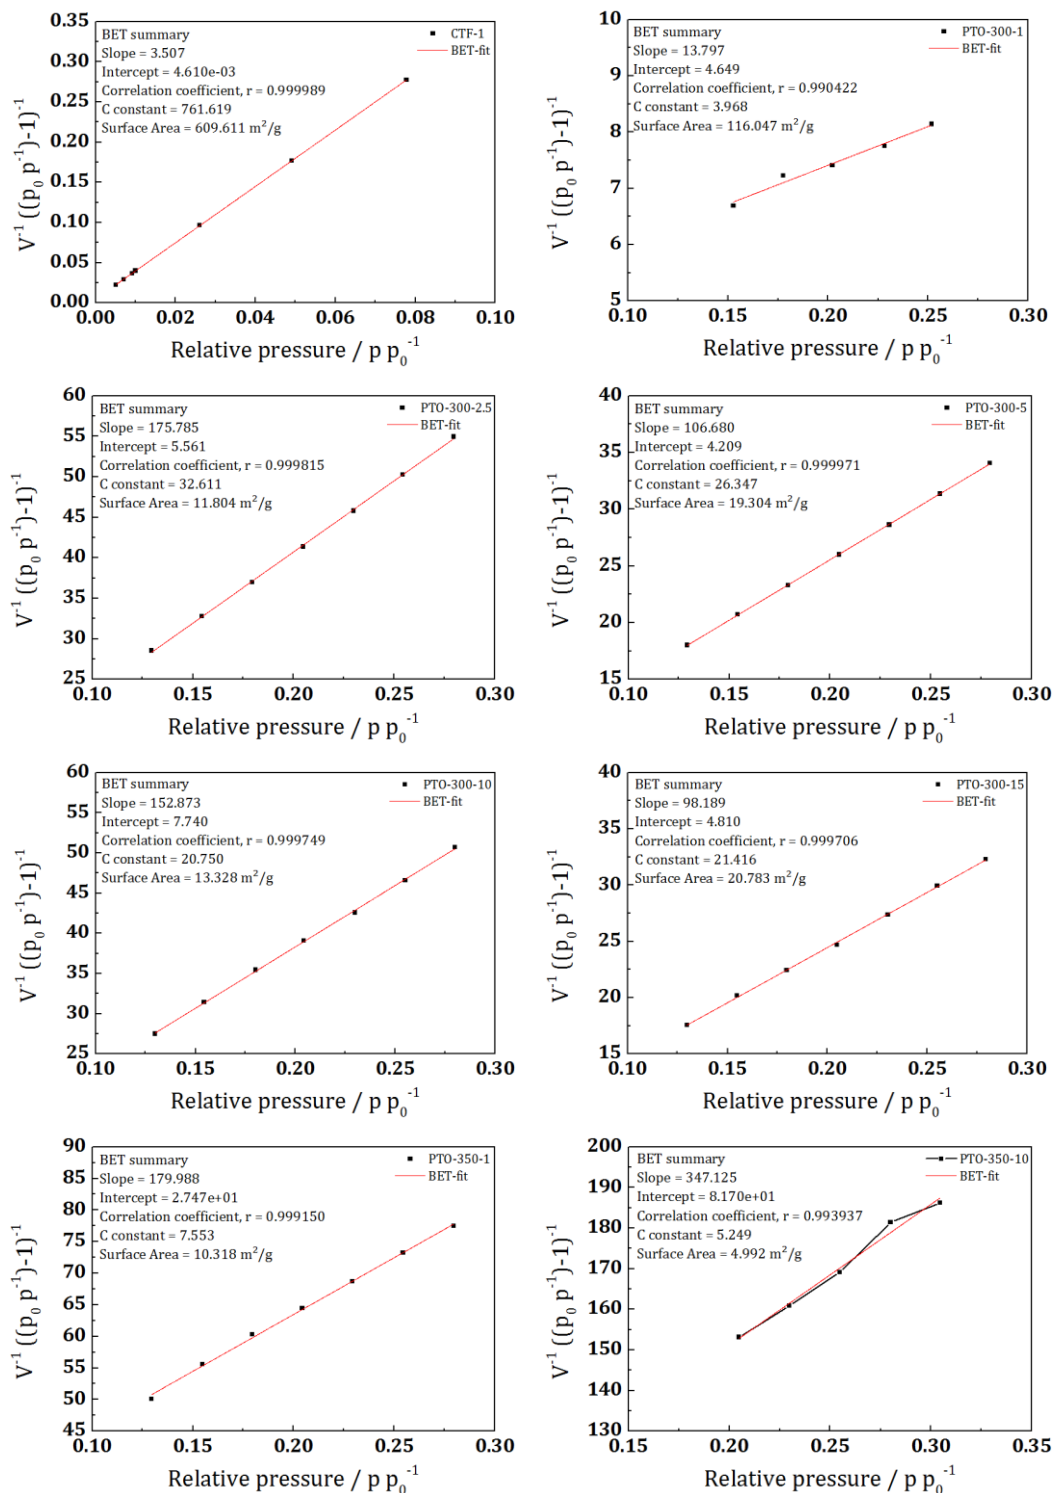 0.35
0.30
0.25
0.20
0.15
0.10
0.05
0.00
V⁻¹ ((p₀ p⁻¹)-1)⁻¹
BET summary
Slope = 3.507
Intercept = 4.610e-03
Correlation coefficient, r = 0.999989
C constant = 761.619
Surface Area = 609.611 m²/g
CTF-1
BET-fit
0.00 0.02 0.04 0.06 0.08 0.10
Relative pressure / p p₀⁻¹
10
9
8
7
6
5
V⁻¹ ((p₀ p⁻¹)-1)⁻¹
BET summary
Slope = 13.797
Intercept = 4.649
Correlation coefficient, r = 0.990422
C constant = 3.968
Surface Area = 116.047 m²/g
PTO-300-1
BET-fit
0.10 0.15 0.20 0.25 0.30
Relative pressure / p p₀⁻¹
60
55
50
45
40
35
30
25
V⁻¹ ((p₀ p⁻¹)-1)⁻¹
BET summary
Slope = 175.785
Intercept = 5.561
Correlation coefficient, r = 0.999815
C constant = 32.611
Surface Area = 11.804 m²/g
PTO-300-2.5
BET-fit
0.10 0.15 0.20 0.25 0.30
Relative pressure / p p₀⁻¹
40
35
30
25
20
15
V⁻¹ ((p₀ p⁻¹)-1)⁻¹
BET summary
Slope = 106.680
Intercept = 4.209
Correlation coefficient, r = 0.999971
C constant = 26.347
Surface Area = 19.304 m²/g
PTO-300-5
BET-fit
0.10 0.15 0.20 0.25 0.30
Relative pressure / p p₀⁻¹
60
50
40
35
30
25
V⁻¹ ((p₀ p⁻¹)-1)⁻¹
BET summary
Slope = 152.873
Intercept = 7.740
Correlation coefficient, r = 0.999749
C constant = 20.750
Surface Area = 13.328 m²/g
PTO-300-10
BET-fit
0.10 0.15 0.20 0.25 0.30
Relative pressure / p p₀⁻¹
40
35
30
25
20
15
V⁻¹ ((p₀ p⁻¹)-1)⁻¹
BET summary
Slope = 98.189
Intercept = 4.810
Correlation coefficient, r = 0.999706
C constant = 21.416
Surface Area = 20.783 m²/g
PTO-300-15
BET-fit
0.10 0.15 0.20 0.25 0.30
Relative pressure / p p₀⁻¹
90
85
80
75
70
65
60
55
50
45
V⁻¹ ((p₀ p⁻¹)-1)⁻¹
BET summary
Slope = 179.988
Intercept = 2.747e+01
Correlation coefficient, r = 0.999150
C constant = 7.553
Surface Area = 10.318 m²/g
PTO-350-1
BET-fit
0.10 0.15 0.20 0.25 0.30
Relative pressure / p p₀⁻¹
200
190
180
170
160
150
140
130
V⁻¹ ((p₀ p⁻¹)-1)⁻¹
BET summary
Slope = 347.125
Intercept = 8.170e+01
Correlation coefficient, r = 0.993937
C constant = 5.249
Surface Area = 4.992 m²/g
PTO-350-10
BET-fit
0.15 0.20 0.25 0.30 0.35
Relative pressure / p p₀⁻¹